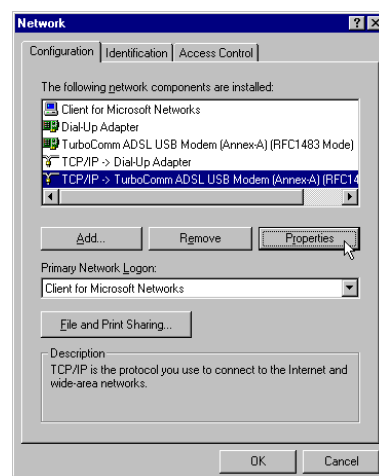 Network
Configuration Identification Access Control
The following network components are installed:
Client for Microsoft Networks
Dial-Up Adapter
TurboComm ADSL USB Modem (Annex-A) (RFC1483 Mode)
TCP/IP -> Dial-Up Adapter
TCP/IP -> TurboComm ADSL USB Modem (Annex-A) (RFC14
Add... Remove Properties
Primary Network Logon:
Client for Microsoft Networks
File and Print Sharing...
Description
TCP/IP is the protocol you use to connect to the Internet and
wide-area networks.
OK Cancel